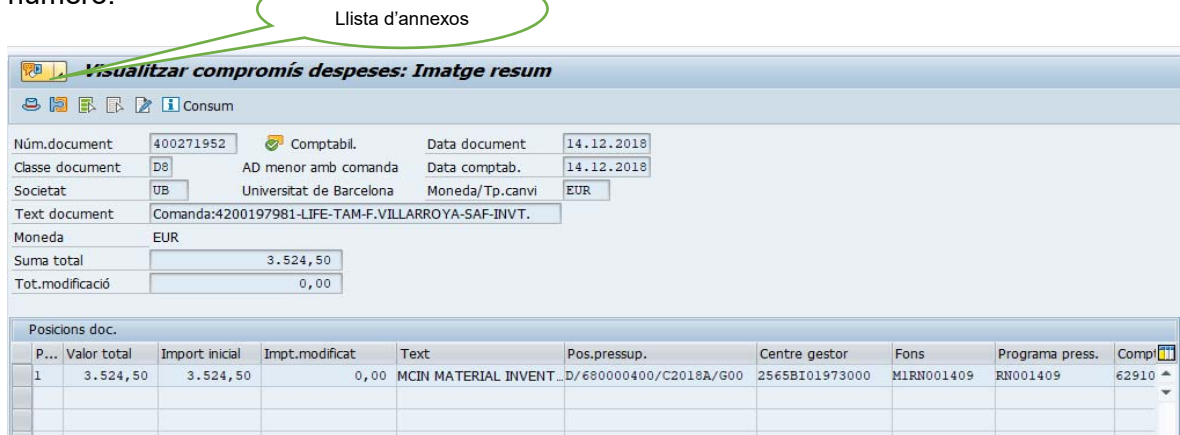 número.
Llista d'annexos
Visualitzar compromís despeses: Imatge resum
Consum
Núm.document 400271952 Comptabil. Data document 14.12.2018
Classe document D8 AD menor amb comanda Data comptab. 14.12.2018
Societat UB Universitat de Barcelona Moneda/Tp.canvi EUR
Text document Comanda:4200197981-LIFE-TAM-F.VILLARROYA-SAF-INVT.
Moneda EUR
Suma total 3.524,50
Tot.modificació 0,00
Posicions doc.
P... Valor total Import inicial Impt.modificat Text Pos.pressup. Centre gestor Fons Programa press. Compt
1 3.524,50 3.524,50 0,00 MCIN MATERIAL INVENT… D/680000400/C2018A/G00 2565BI01973000 M1RN001409 RN001409 62910